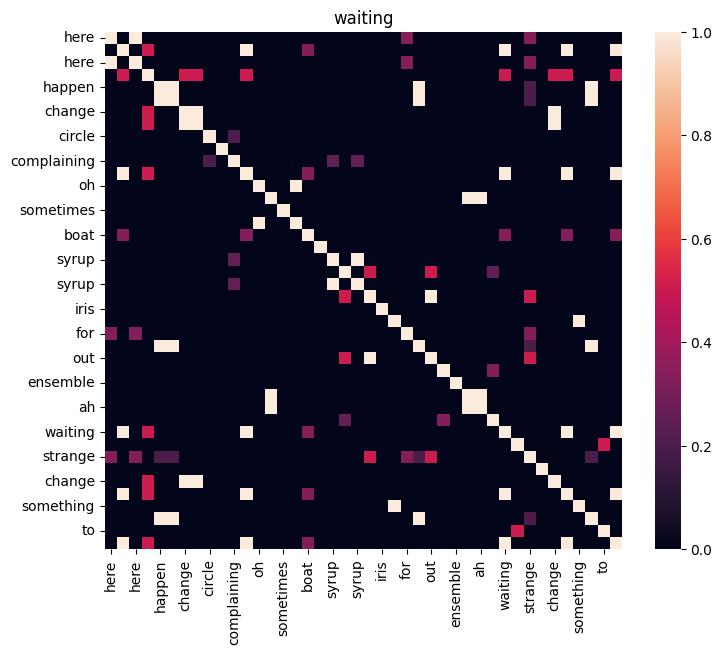 waiting
here
here
happen
change
circle
complaining
oh
sometimes
boat
syrup
syrup
iris
for
out
ensemble
ah
waiting
strange
change
something
to
1.0
0.8
0.6
0.4
0.2
0.0
here
here
happen
change
circle
complaining
oh
sometimes
boat
syrup
syrup
iris
for
out
ensemble
ah
waiting
strange
change
something
to